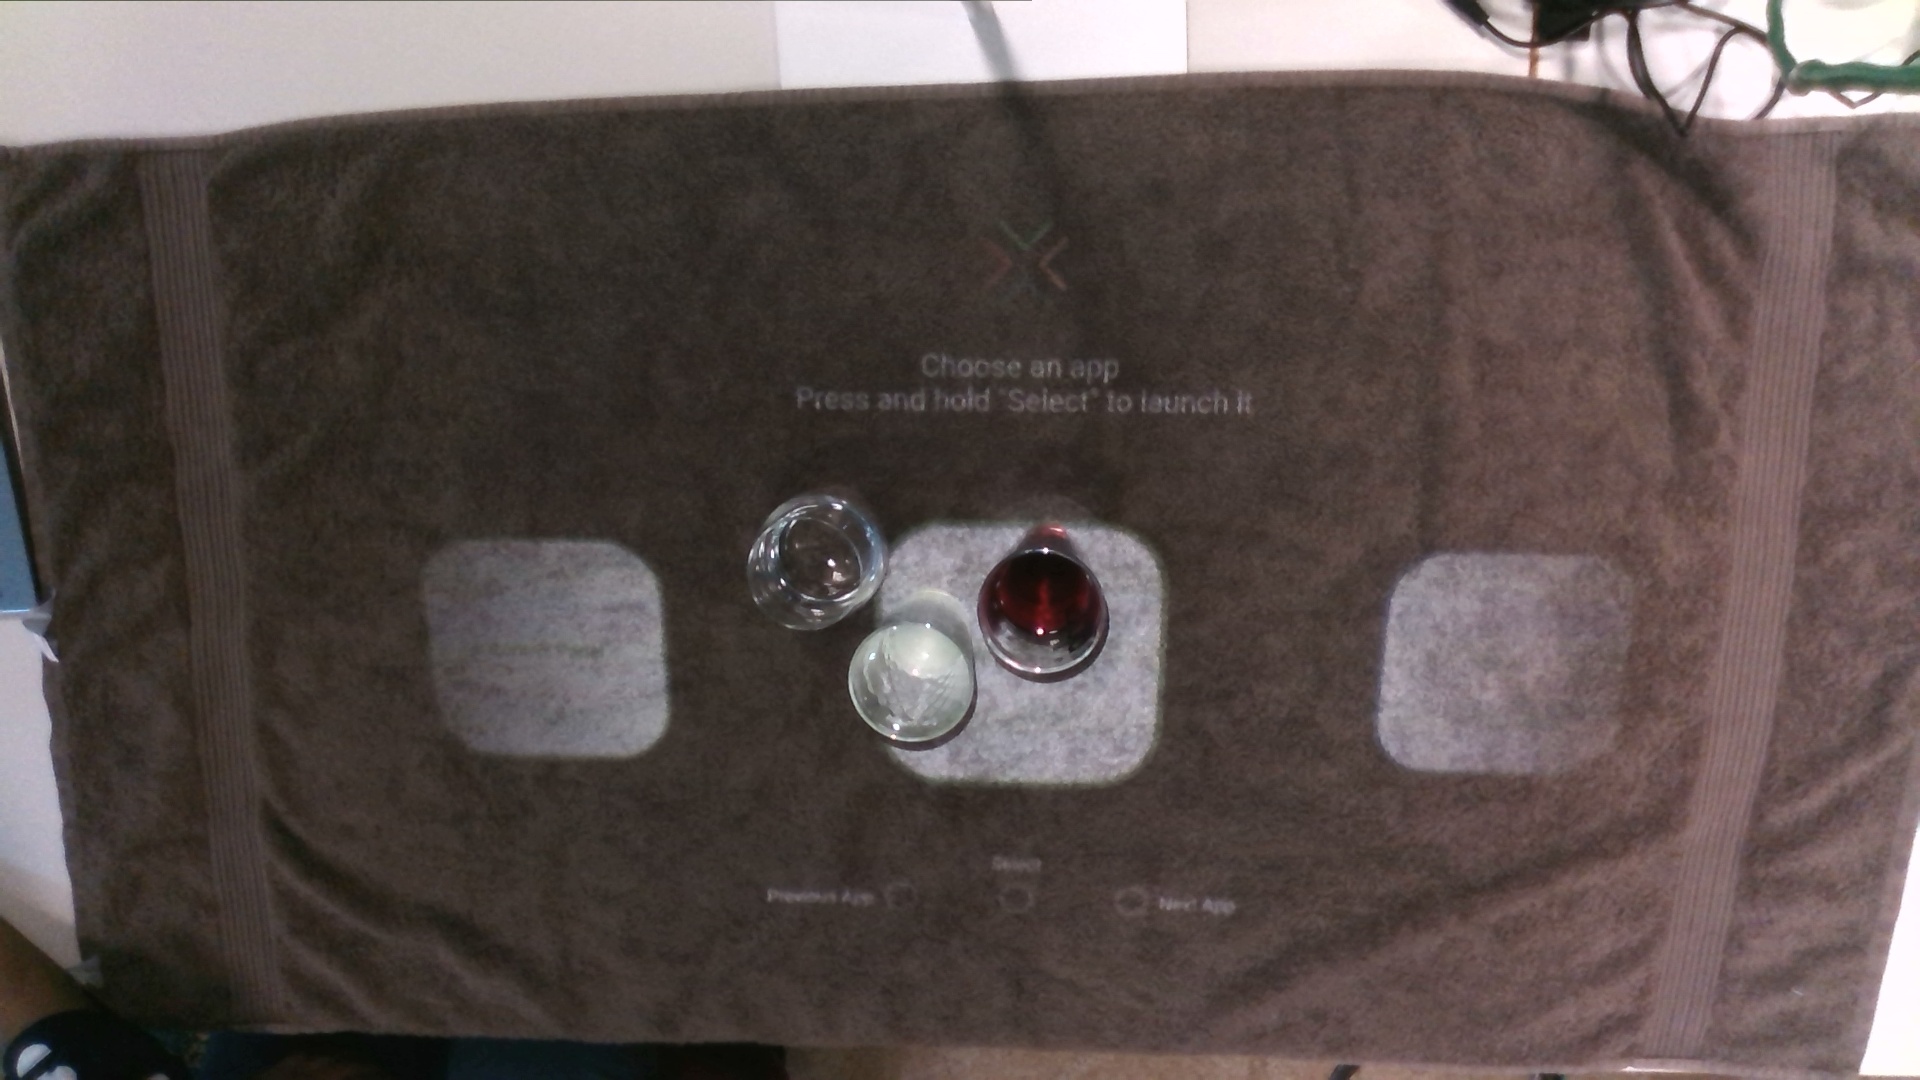 Choose an app
Press and hold "Select" to launch it
Select
Previous App
Next App